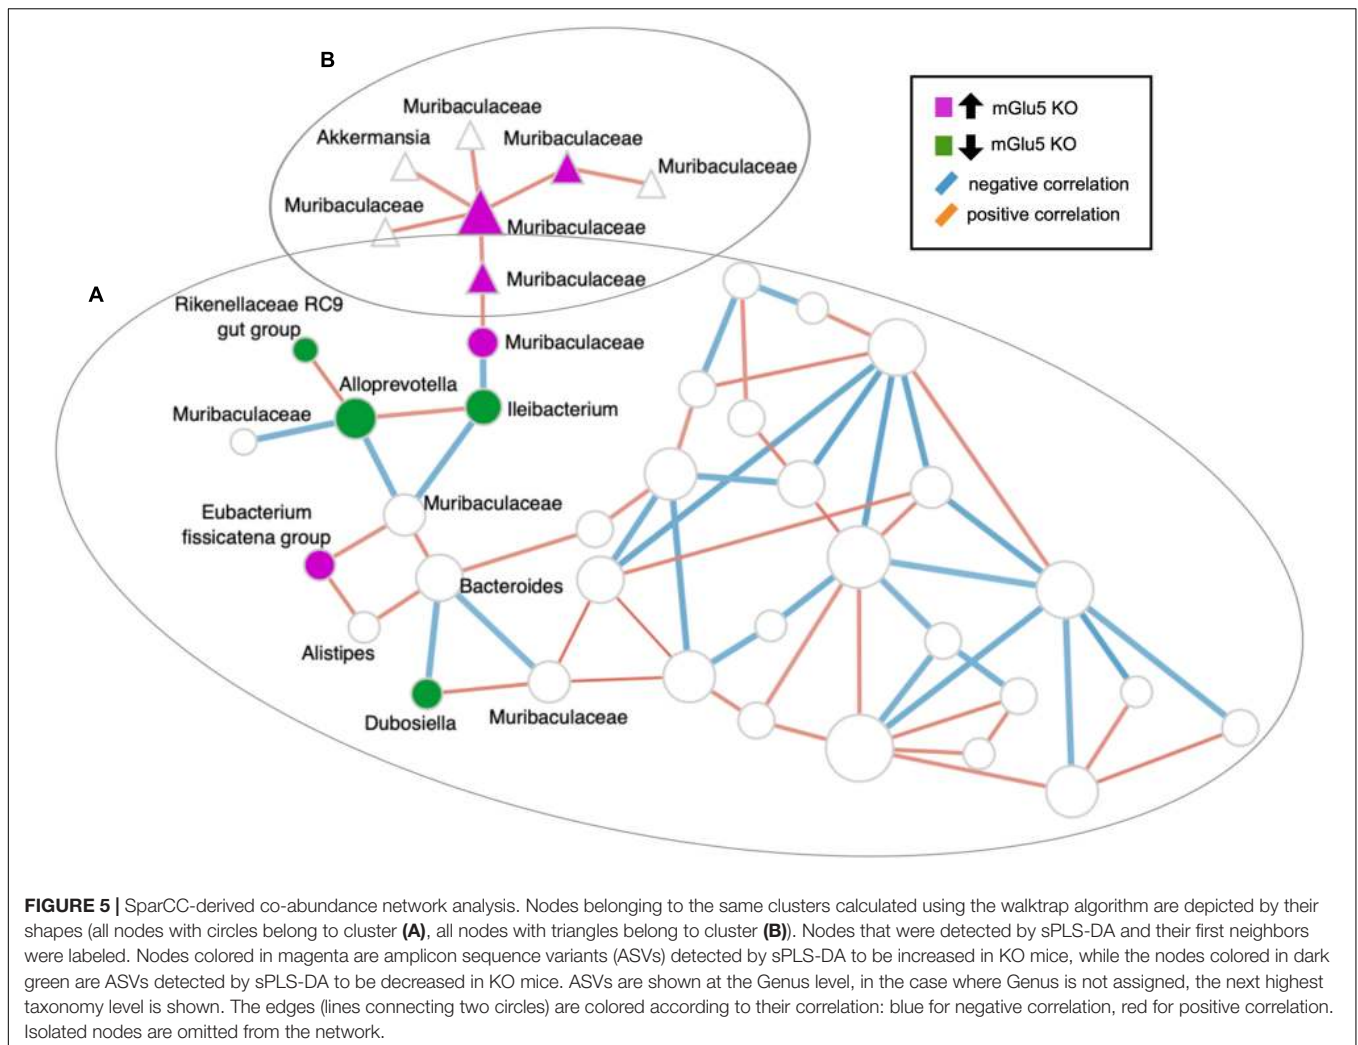 B
Muribaculaceae
Akkermansia
Muribaculaceae
Muribaculaceae
Muribaculaceae
Muribaculaceae
Muribaculaceae
mGlu5 KO
mGlu5 KO
negative correlation
positive correlation
A
Rikenellaceae RC9
gut group
Muribaculaceae
Alloprevotella
Muribaculaceae
Ileibacterium
Muribaculaceae
Eubacterium
fissicatena group
Bacteroides
Alistipes
Dubosiella
Muribaculaceae
FIGURE 5 | SparCC-derived co-abundance network analysis. Nodes belonging to the same clusters calculated using the walktrap algorithm are depicted by their
shapes (all nodes with circles belong to cluster (A), all nodes with triangles belong to cluster (B)). Nodes that were detected by sPLS-DA and their first neighbors
were labeled. Nodes colored in magenta are amplicon sequence variants (ASVs) detected by sPLS-DA to be increased in KO mice, while the nodes colored in dark
green are ASVs detected by sPLS-DA to be decreased in KO mice. ASVs are shown at the Genus level, in the case where Genus is not assigned, the next highest
taxonomy level is shown. The edges (lines connecting two circles) are colored according to their correlation: blue for negative correlation, red for positive correlation.
Isolated nodes are omitted from the network.